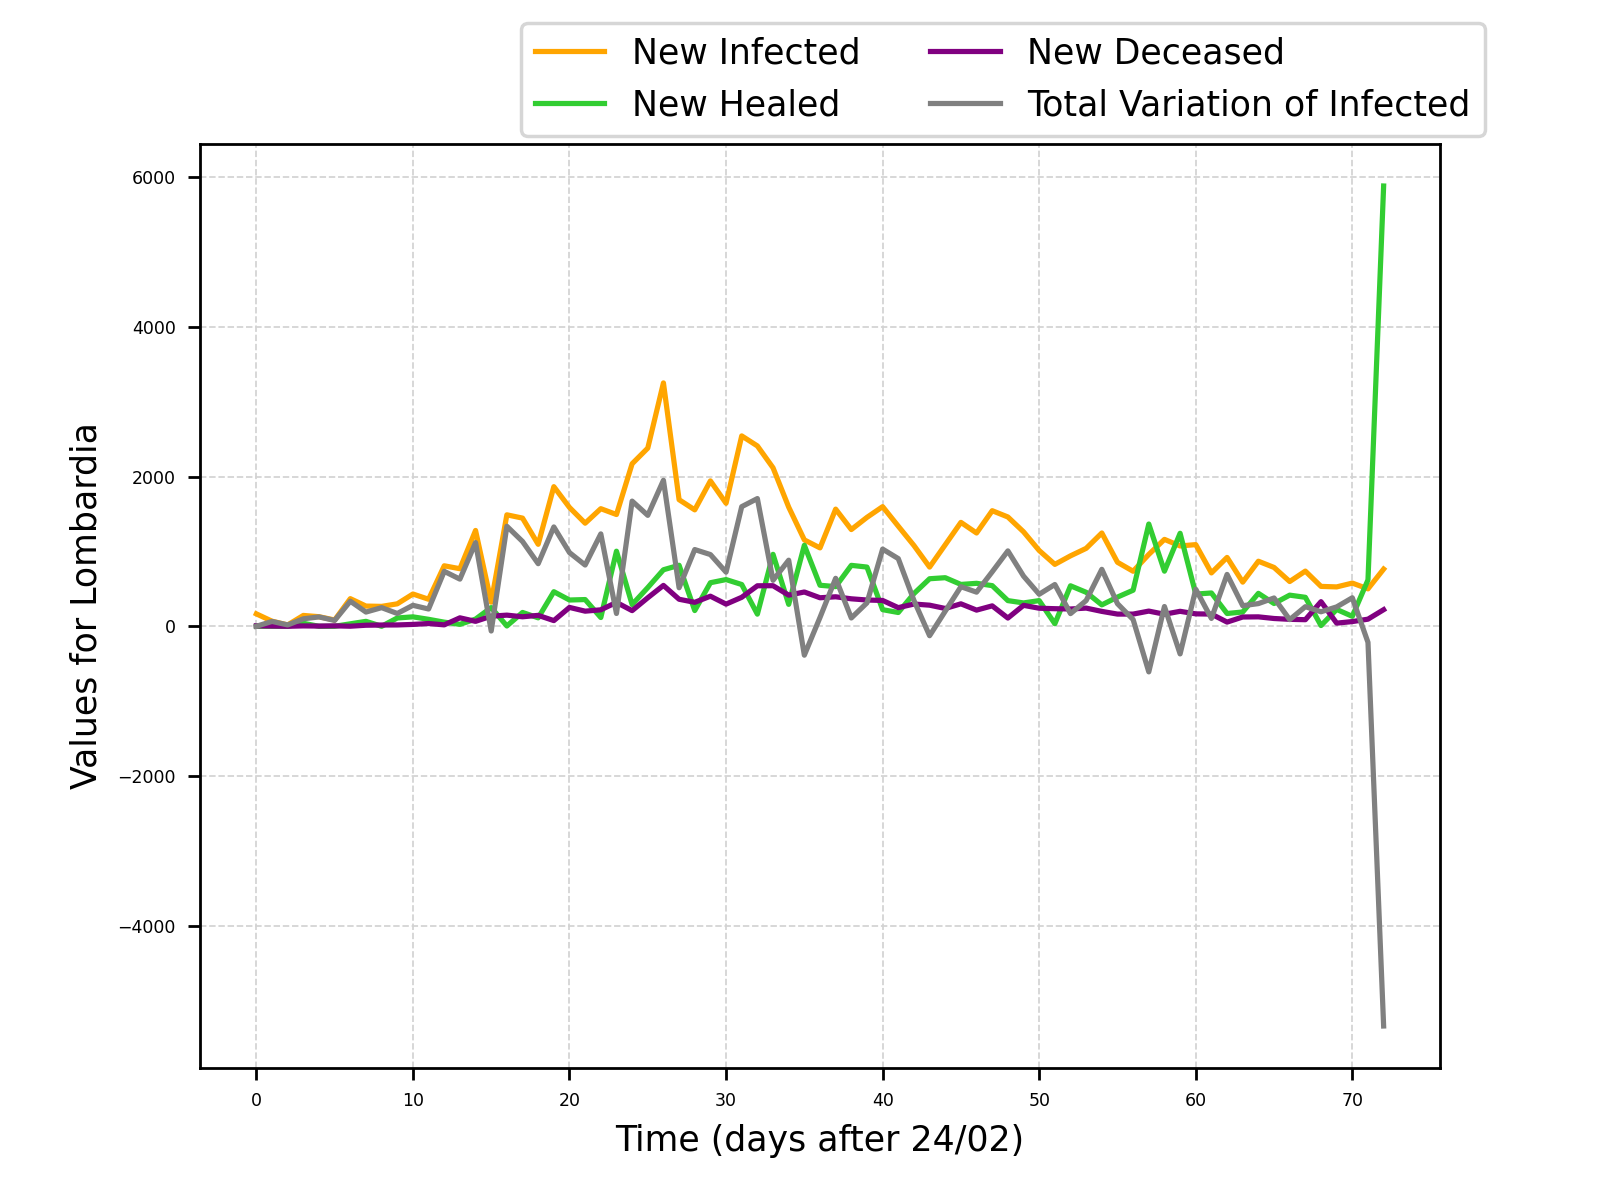 New Infected
New Healed
New Deceased
Total Variation of Infected
6000
4000
2000
0
−2000
−4000
Values for Lombardia
0 10 20 30 40 50 60 70
Time (days after 24/02)